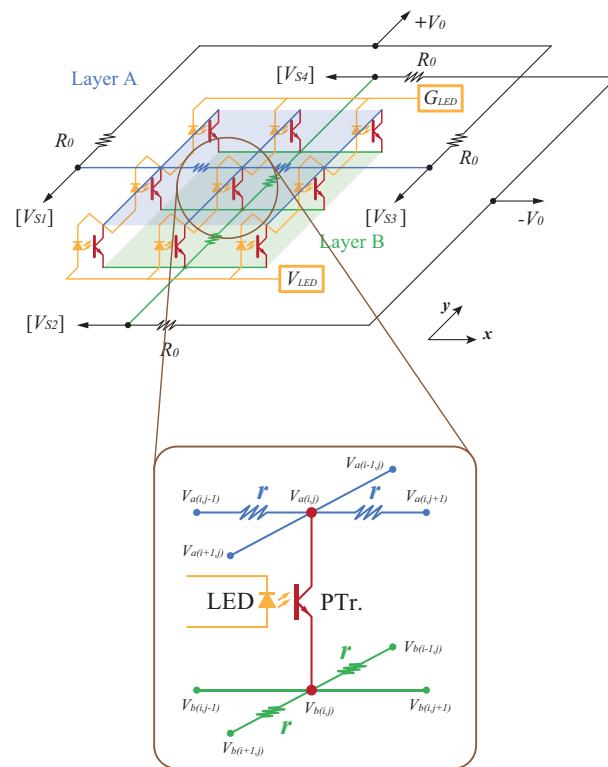 +V0
Layer A
[VS4]
R0
GLED
R0
R0
[VS1]
[VS3]
-V0
Layer B
VLED
[VS2]
R0
y
x
Va(i-1,j)
Va(i,j-1)
r
Va(i,j)
r
Va(i,j+1)
Va(i+1,j)
LED
PTr.
Vb(i-1,j)
r
Vb(i,j-1)
Vb(i,j)
Vb(i,j+1)
r
Vb(i+1,j)